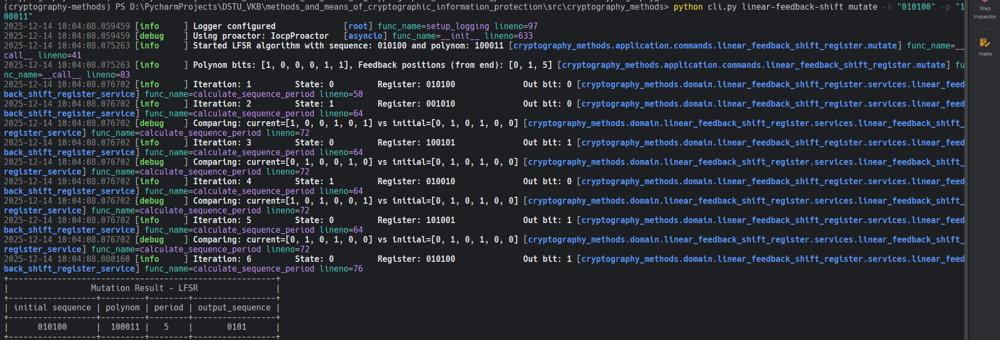 (cryptography-methods) PS D:\PycharmProjects\DSTU_VKB\methods_and_means_of_cryptographic_information_protection\src\cryptography_methods> python cli.py linear-feedback-shift mutate -s "010100" -p "1
00011"
2025-12-14 10:04:08.059459 [info     ] Logger configured              [root] func_name=setup_logging lineno=97
2025-12-14 10:04:08.059459 [debug    ] Using proactor: IocpProactor   [asyncio] func_name=__init__ lineno=633
2025-12-14 10:04:08.075263 [info     ] Started LFSR algorithm with sequence: 010100 and polynom: 100011 [cryptography_methods.application.commands.linear_feedback_shift_register.mutate] func_name=__
call__ lineno=41
2025-12-14 10:04:08.075263 [info     ] Polynom bits: [1, 0, 0, 0, 1, 1], Feedback positions (from end): [0, 1, 5] [cryptography_methods.application.commands.linear_feedback_shift_register.mutate] fu
nc_name=__call__ lineno=83
2025-12-14 10:04:08.076702 [info     ] Iteration: 1         State: 0         Register: 010100              Out bit: 0 [cryptography_methods.domain.linear_feedback_shift_register.services.linear_feed
back_shift_register_service] func_name=calculate_sequence_period lineno=50
2025-12-14 10:04:08.076702 [info     ] Iteration: 2         State: 1         Register: 001010              Out bit: 0 [cryptography_methods.domain.linear_feedback_shift_register.services.linear_feed
back_shift_register_service] func_name=calculate_sequence_period lineno=64
2025-12-14 10:04:08.076702 [debug    ] Comparing: current=[1, 0, 0, 1, 0, 1] vs initial=[0, 1, 0, 1, 0, 0] [cryptography_methods.domain.linear_feedback_shift_register.services.linear_feedback_shift_
register_service] func_name=calculate_sequence_period lineno=72
2025-12-14 10:04:08.076702 [info     ] Iteration: 3         State: 0         Register: 100101              Out bit: 1 [cryptography_methods.domain.linear_feedback_shift_register.services.linear_feed
back_shift_register_service] func_name=calculate_sequence_period lineno=64
2025-12-14 10:04:08.076702 [debug    ] Comparing: current=[0, 1, 0, 0, 1, 0] vs initial=[0, 1, 0, 1, 0, 0] [cryptography_methods.domain.linear_feedback_shift_register.services.linear_feedback_shift_
register_service] func_name=calculate_sequence_period lineno=72
2025-12-14 10:04:08.076702 [info     ] Iteration: 4         State: 1         Register: 010010              Out bit: 0 [cryptography_methods.domain.linear_feedback_shift_register.services.linear_feed
back_shift_register_service] func_name=calculate_sequence_period lineno=64
2025-12-14 10:04:08.076702 [debug    ] Comparing: current=[1, 0, 1, 0, 0, 1] vs initial=[0, 1, 0, 1, 0, 0] [cryptography_methods.domain.linear_feedback_shift_register.services.linear_feedback_shift_
register_service] func_name=calculate_sequence_period lineno=72
2025-12-14 10:04:08.076702 [info     ] Iteration: 5         State: 0         Register: 101001              Out bit: 1 [cryptography_methods.domain.linear_feedback_shift_register.services.linear_feed
back_shift_register_service] func_name=calculate_sequence_period lineno=64
2025-12-14 10:04:08.076702 [debug    ] Comparing: current=[0, 1, 0, 1, 0, 0] vs initial=[0, 1, 0, 1, 0, 0] [cryptography_methods.domain.linear_feedback_shift_register.services.linear_feedback_shift_
register_service] func_name=calculate_sequence_period lineno=72
2025-12-14 10:04:08.080160 [info     ] Iteration: 6         State: 0         Register: 010100              Out bit: 1 [cryptography_methods.domain.linear_feedback_shift_register.services.linear_feed
back_shift_register_service] func_name=calculate_sequence_period lineno=76
+-------------------------------------------------------+
|                 Mutation Result - LFSR                |
+------------------+---------+--------+-----------------+
| initial sequence | polynom | period | output_sequence |
+------------------+---------+--------+-----------------+
|      010100      |  100011 |   5    |       0101      |
+------------------+---------+--------+-----------------+
Web
Inspector
make